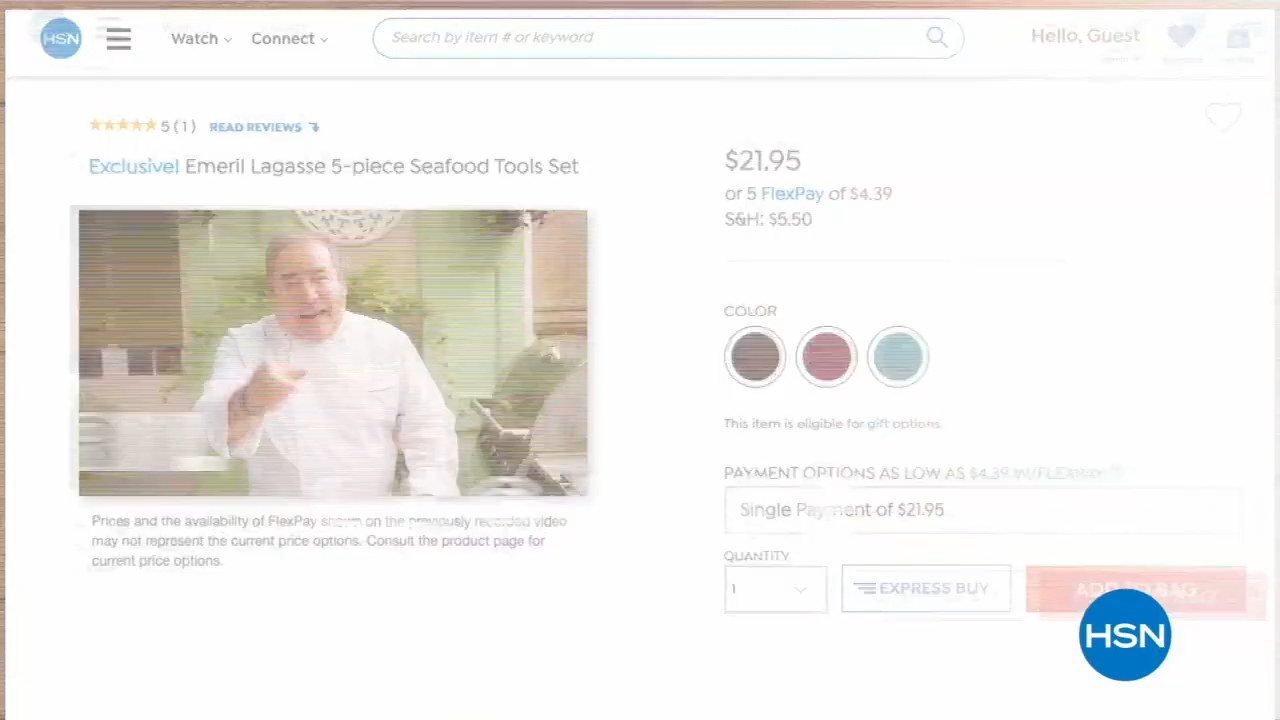 HSN
Watch
Connect
Search by item # or keyword
Hello, Guest
5 (1)
READ REVIEWS
Exclusive! Emeril Lagasse 5-piece Seafood Tools Set
$21.95
or 5 FlexPay of $4.39
S&H: $5.50
COLOR
This item is eligible for gift options
PAYMENT OPTIONS AS LOW AS $4.39 W/FLEXPAY
Single Payment of $21.95
QUANTITY
1
EXPRESS BUY
ADD TO BAG
Prices and the availability of FlexPay shown on the previously recorded video
may not represent the current price options. Consult the product page for
current price options.
HSN